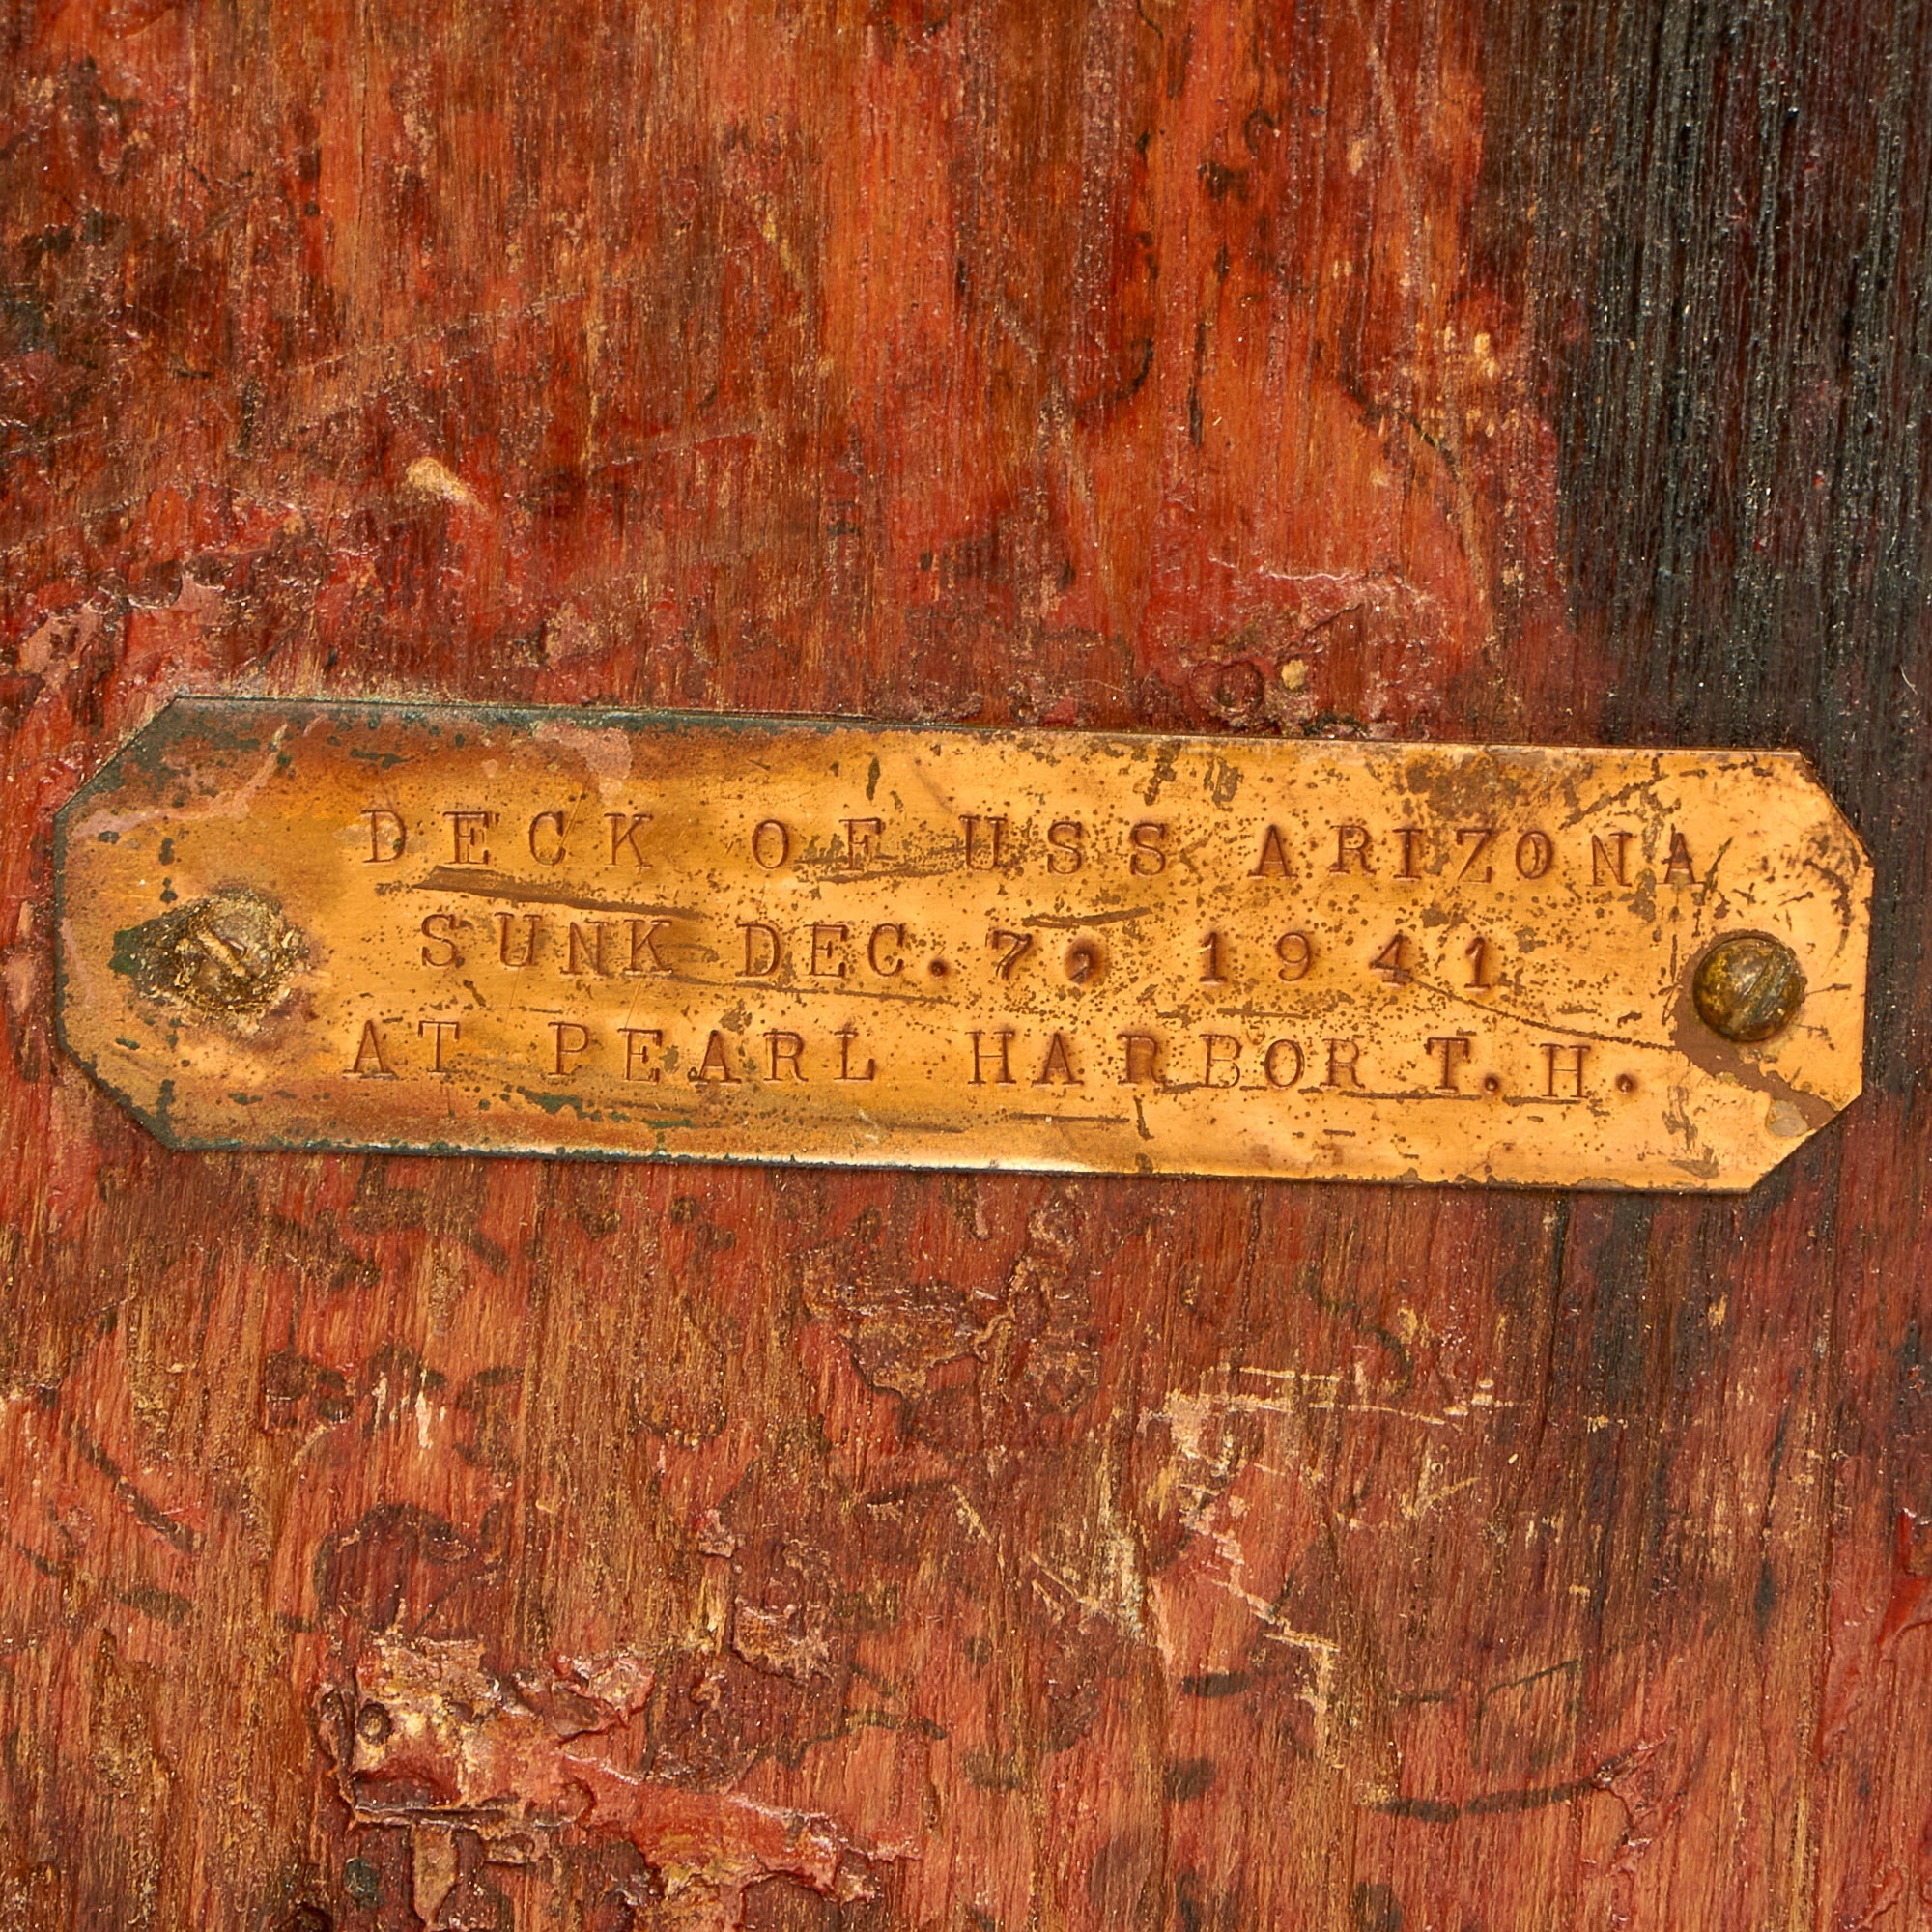 DECK OF USS ARIZONA
SUNK DEC. 7, 1941
AT PEARL HARBOR T.H.